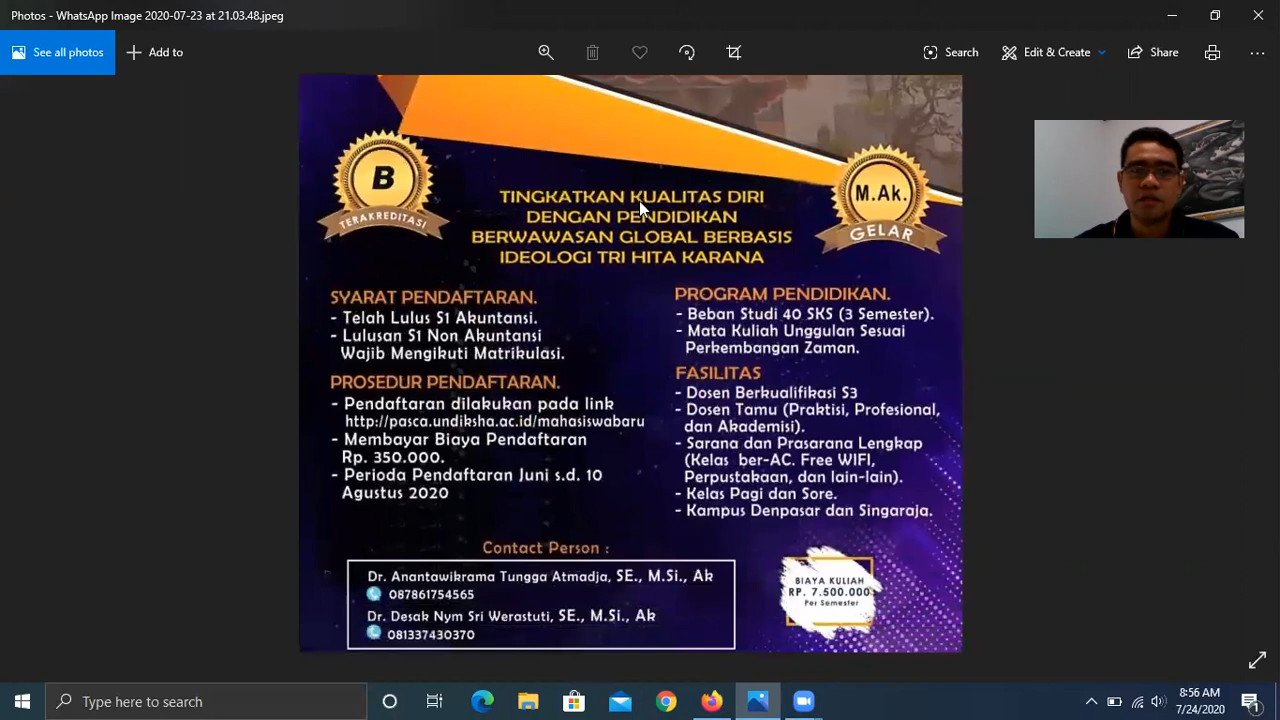 Photos - WhatsApp Image 2020-07-23 at 21.03.48.jpeg
See all photos
Add to
Search
Edit & Create
Share
B
TERAKREDITASI
M.Ak.
GELAR
TINGKATKAN KUALITAS DIRI
DENGAN PENDIDIKAN
BERWAWASAN GLOBAL BERBASIS
IDEOLOGI TRI HITA KARANA
SYARAT PENDAFTARAN.
- Telah Lulus S1 Akuntansi.
- Lulusan S1 Non Akuntansi
Wajib Mengikuti Matrikulasi.
PROSEDUR PENDAFTARAN.
- Pendaftaran dilakukan pada link
http://pasca.undiksha.ac.id/mahasiswabaru
- Membayar Biaya Pendaftaran
Rp. 350.000.
- Perioda Pendaftaran Juni s.d. 10
Agustus 2020
PROGRAM PENDIDIKAN.
- Beban Studi 40 SKS (3 Semester).
- Mata Kuliah Unggulan Sesuai
Perkembangan Zaman.
FASILITAS
- Dosen Berkualifikasi S3
- Dosen Tamu (Praktisi, Profesional,
dan Akademisi).
- Sarana dan Prasarana Lengkap
(Kelas ber-AC. Free WIFI,
Perpustakaan, dan lain-lain).
- Kelas Pagi dan Sore.
- Kampus Denpasar dan Singaraja.
Contact Person :
Dr. Anantawikrama Tungga Atmadja, SE., M.Si., Ak
087861754565
Dr. Desak Nym Sri Werastuti, SE., M.Si., Ak
081337430370
BIAYA KULIAH
RP. 7.500.000
Per Semester
Type here to search
8:56 AM
7/24/2020
1